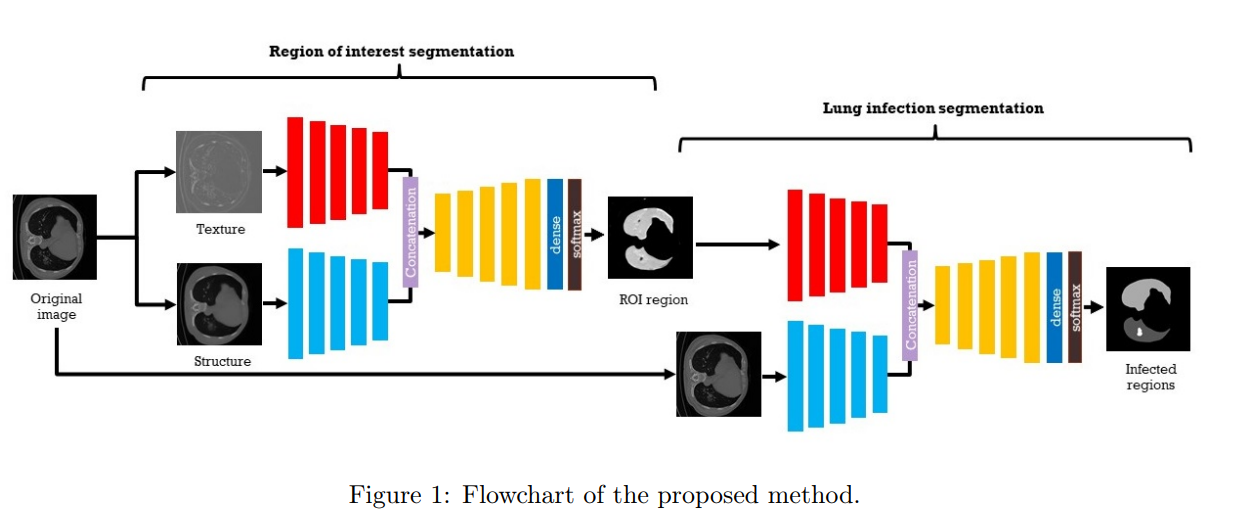 Region of interest segmentation
Lung infection segmentation
Texture
Original
image
Structure
Concatenation
dense
softmax
ROI region
Concatenation
dense
softmax
Infected
regions
Figure 1: Flowchart of the proposed method.